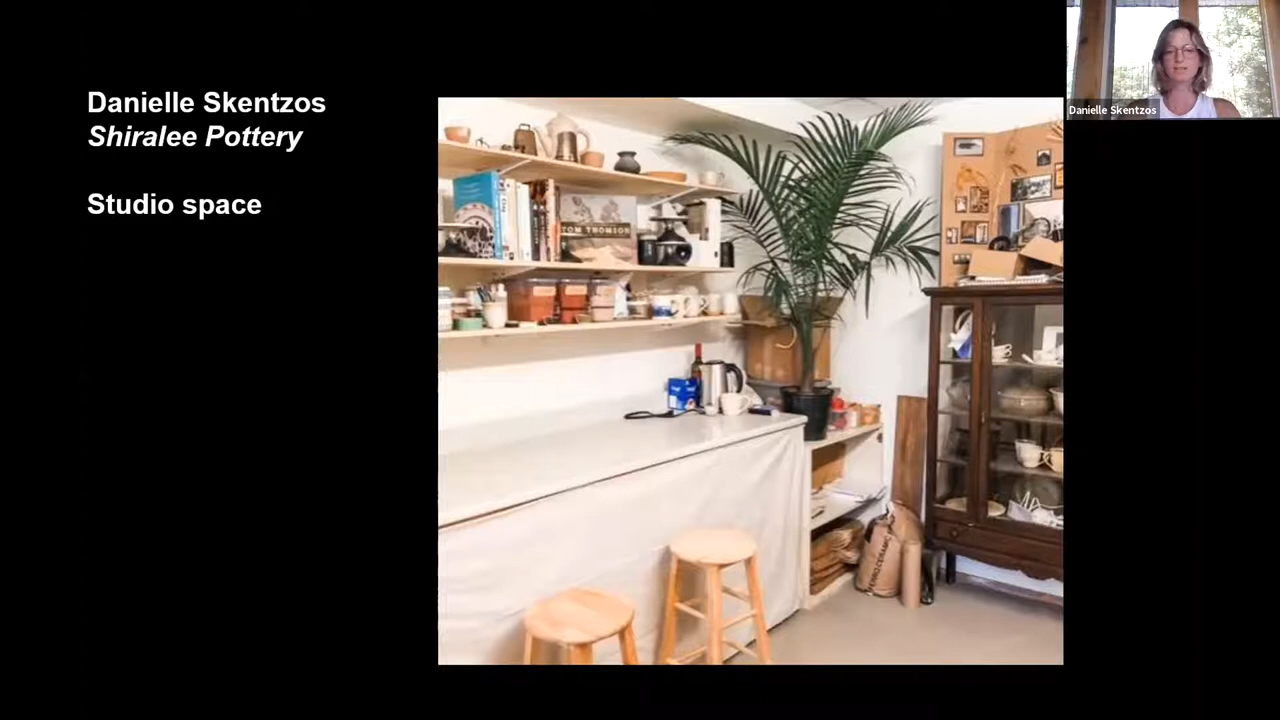 Danielle Skentzos
Shiralee Pottery
Studio space
Danielle Skentzos
TOM THOMSON